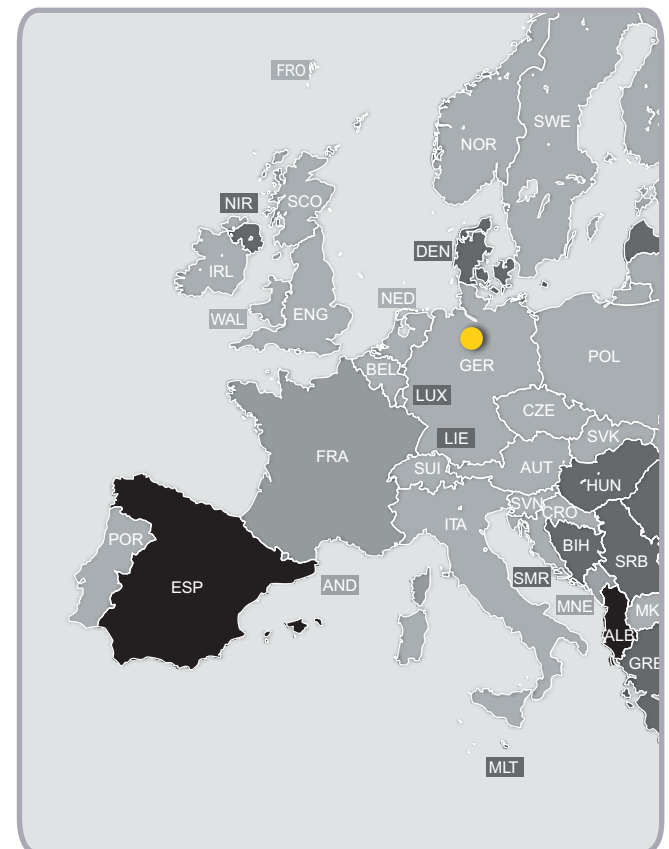 FRO
NOR
SWE
NIR
SCO
DEN
IRL
NED
WAL
ENG
GER
POL
BEL
LUX
CZE
LIE
SVK
FRA
SUI
AUT
HUN
SVN
CRO
ITA
POR
BIH
SRB
ESP
AND
SMR
MNE
MK
ALB
GRE
MLT